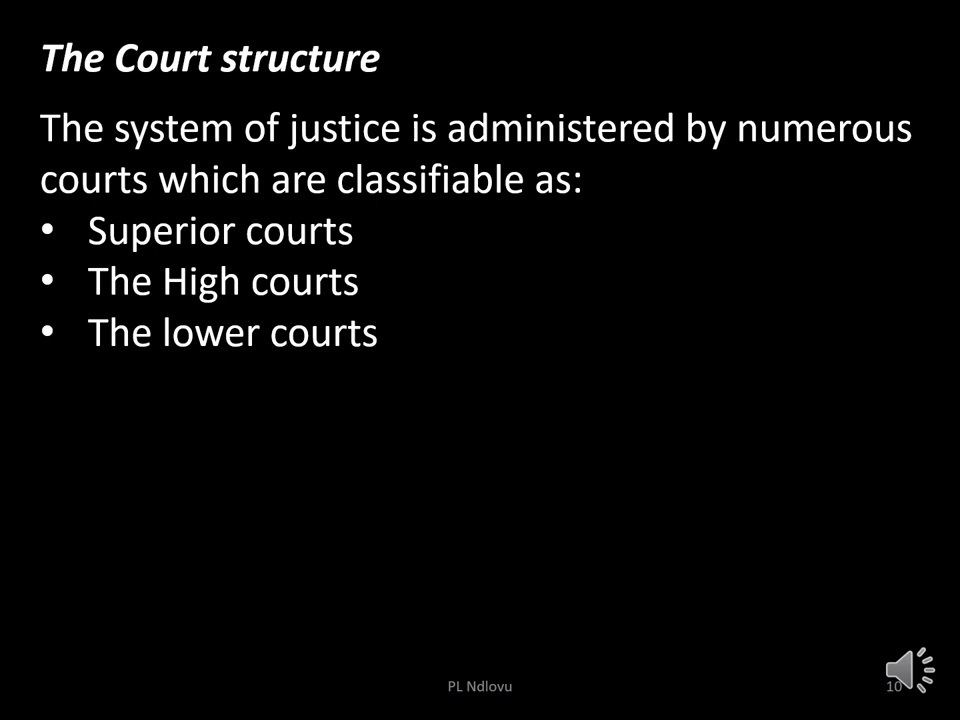 The Court structure
The system of justice is administered by numerous
courts which are classifiable as:
• Superior courts
• The High courts
• The lower courts
PL Ndlovu
10